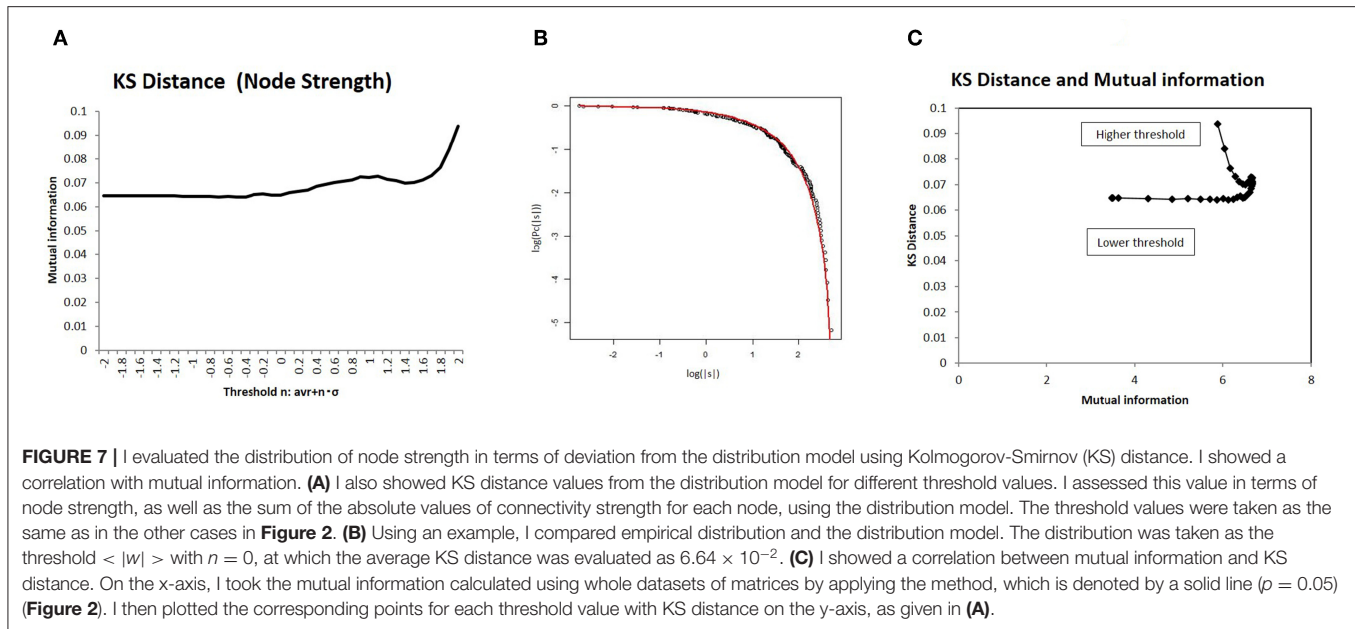 A
KS Distance (Node Strength)
Mutual information
0.1
0.09
0.08
0.07
0.06
0.05
0.04
0.03
0.02
0.01
0
-2
-1.8
-1.6
-1.4
-1.2
-1
-0.8
-0.6
-0.4
-0.2
0
0.2
0.4
0.6
0.8
1
1.2
1.4
1.6
1.8
2
Threshold n: avr+n・σ
B
log(Pc(|s|))
0
-1
-2
-3
-4
-5
-2
-1
0
1
2
log(|s|)
C
KS Distance and Mutual information
KS Distance
0.1
0.09
0.08
0.07
0.06
0.05
0.04
0.03
0.02
0.01
0
Higher threshold
Lower threshold
0
2
4
6
8
Mutual information
FIGURE 7 | I evaluated the distribution of node strength in terms of deviation from the distribution model using Kolmogorov-Smirnov (KS) distance. I showed a
correlation with mutual information. (A) I also showed KS distance values from the distribution model for different threshold values. I assessed this value in terms of
node strength, as well as the sum of the absolute values of connectivity strength for each node, using the distribution model. The threshold values were taken as the
same as in the other cases in Figure 2. (B) Using an example, I compared empirical distribution and the distribution model. The distribution was taken as the
threshold < |w| > with n = 0, at which the average KS distance was evaluated as 6.64 × 10⁻². (C) I showed a correlation between mutual information and KS
distance. On the x-axis, I took the mutual information calculated using whole datasets of matrices by applying the method, which is denoted by a solid line (p = 0.05)
(Figure 2). I then plotted the corresponding points for each threshold value with KS distance on the y-axis, as given in (A).